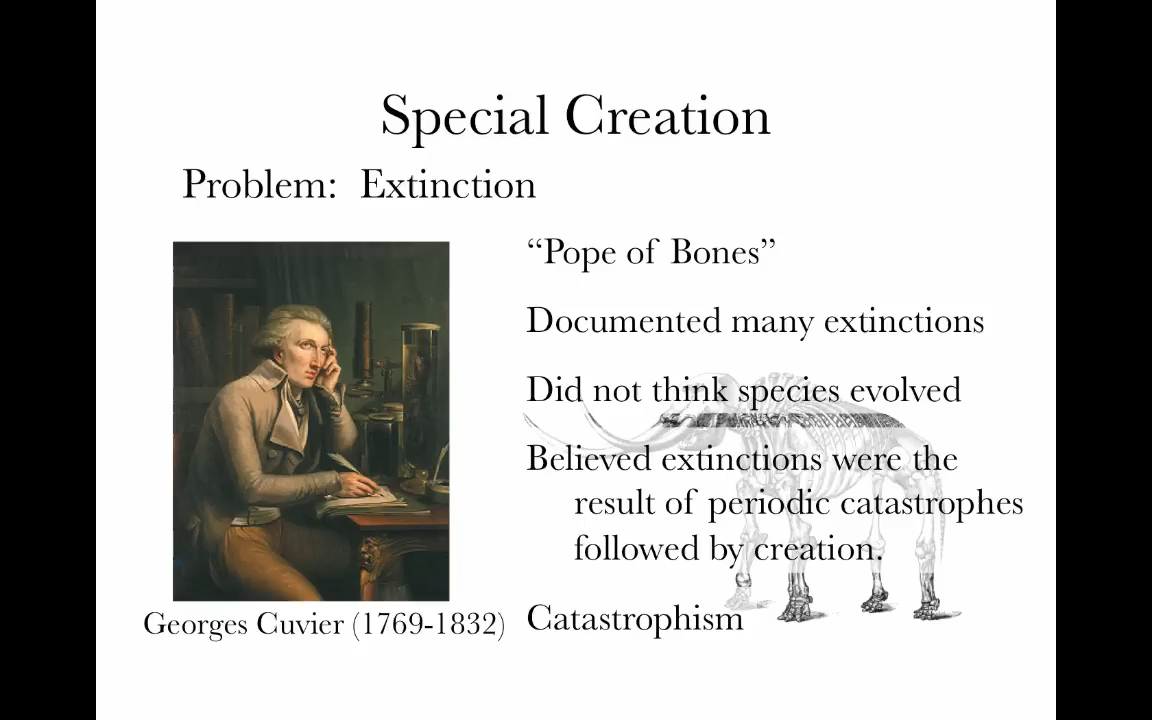 Special Creation
Problem: Extinction
“Pope of Bones”
Documented many extinctions
Did not think species evolved
Believed extinctions were the
result of periodic catastrophes
followed by creation.
Catastrophism
Georges Cuvier (1769-1832)